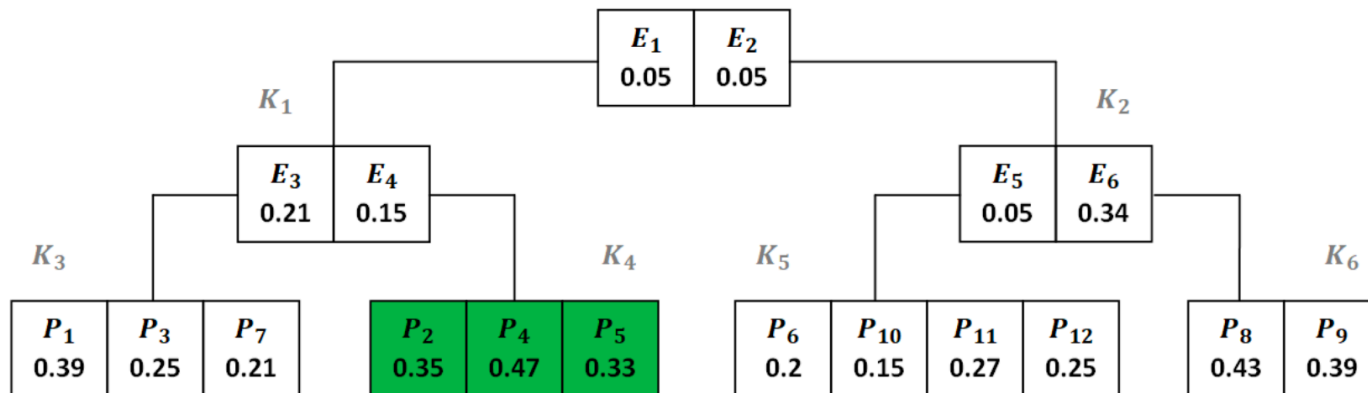 E1 E2
0.05 0.05
K1 K2
E3 E4 E5 E6
0.21 0.15 0.05 0.34
K3 K4 K5 K6
P1 P3 P7 P2 P4 P5 P6 P10 P11 P12 P8 P9
0.39 0.25 0.21 0.35 0.47 0.33 0.2 0.15 0.27 0.25 0.43 0.39